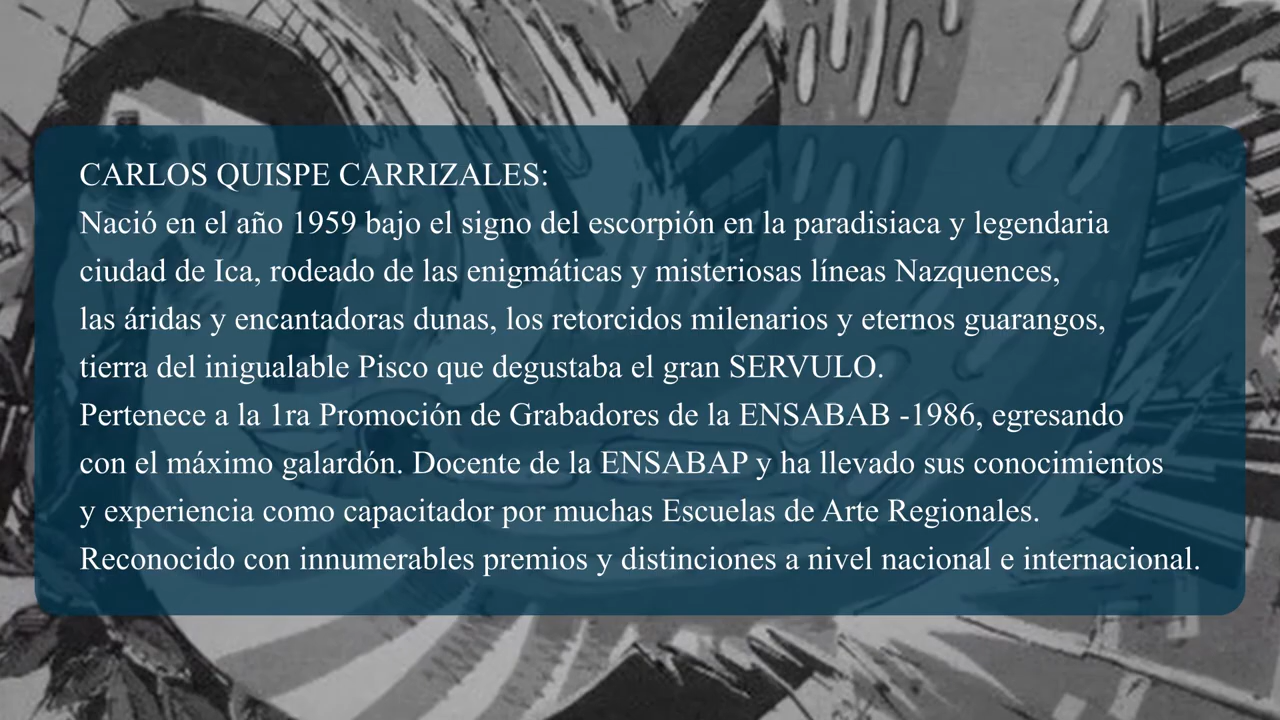 CARLOS QUISPE CARRIZALES:
Nació en el año 1959 bajo el signo del escorpión en la paradisiaca y legendaria
ciudad de Ica, rodeado de las enigmáticas y misteriosas líneas Nazquences,
las áridas y encantadoras dunas, los retorcidos milenarios y eternos guarangos,
tierra del inigualable Pisco que degustaba el gran SERVULO.
Pertenece a la 1ra Promoción de Grabadores de la ENSABAB -1986, egresando
con el máximo galardón. Docente de la ENSABAP y ha llevado sus conocimientos
y experiencia como capacitador por muchas Escuelas de Arte Regionales.
Reconocido con innumerables premios y distinciones a nivel nacional e internacional.